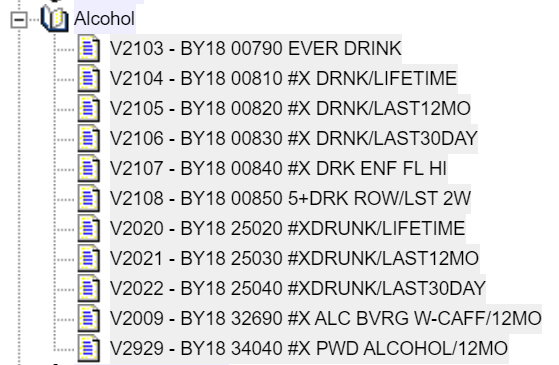 Alcohol
V2103 - BY18 00790 EVER DRINK
V2104 - BY18 00810 #X DRNK/LIFETIME
V2105 - BY18 00820 #X DRNK/LAST12MO
V2106 - BY18 00830 #X DRNK/LAST30DAY
V2107 - BY18 00840 #X DRK ENF FL HI
V2108 - BY18 00850 5+DRK ROW/LST 2W
V2020 - BY18 25020 #XDRUNK/LIFETIME
V2021 - BY18 25030 #XDRUNK/LAST12MO
V2022 - BY18 25040 #XDRUNK/LAST30DAY
V2009 - BY18 32690 #X ALC BVRG W-CAFF/12MO
V2929 - BY18 34040 #X PWD ALCOHOL/12MO